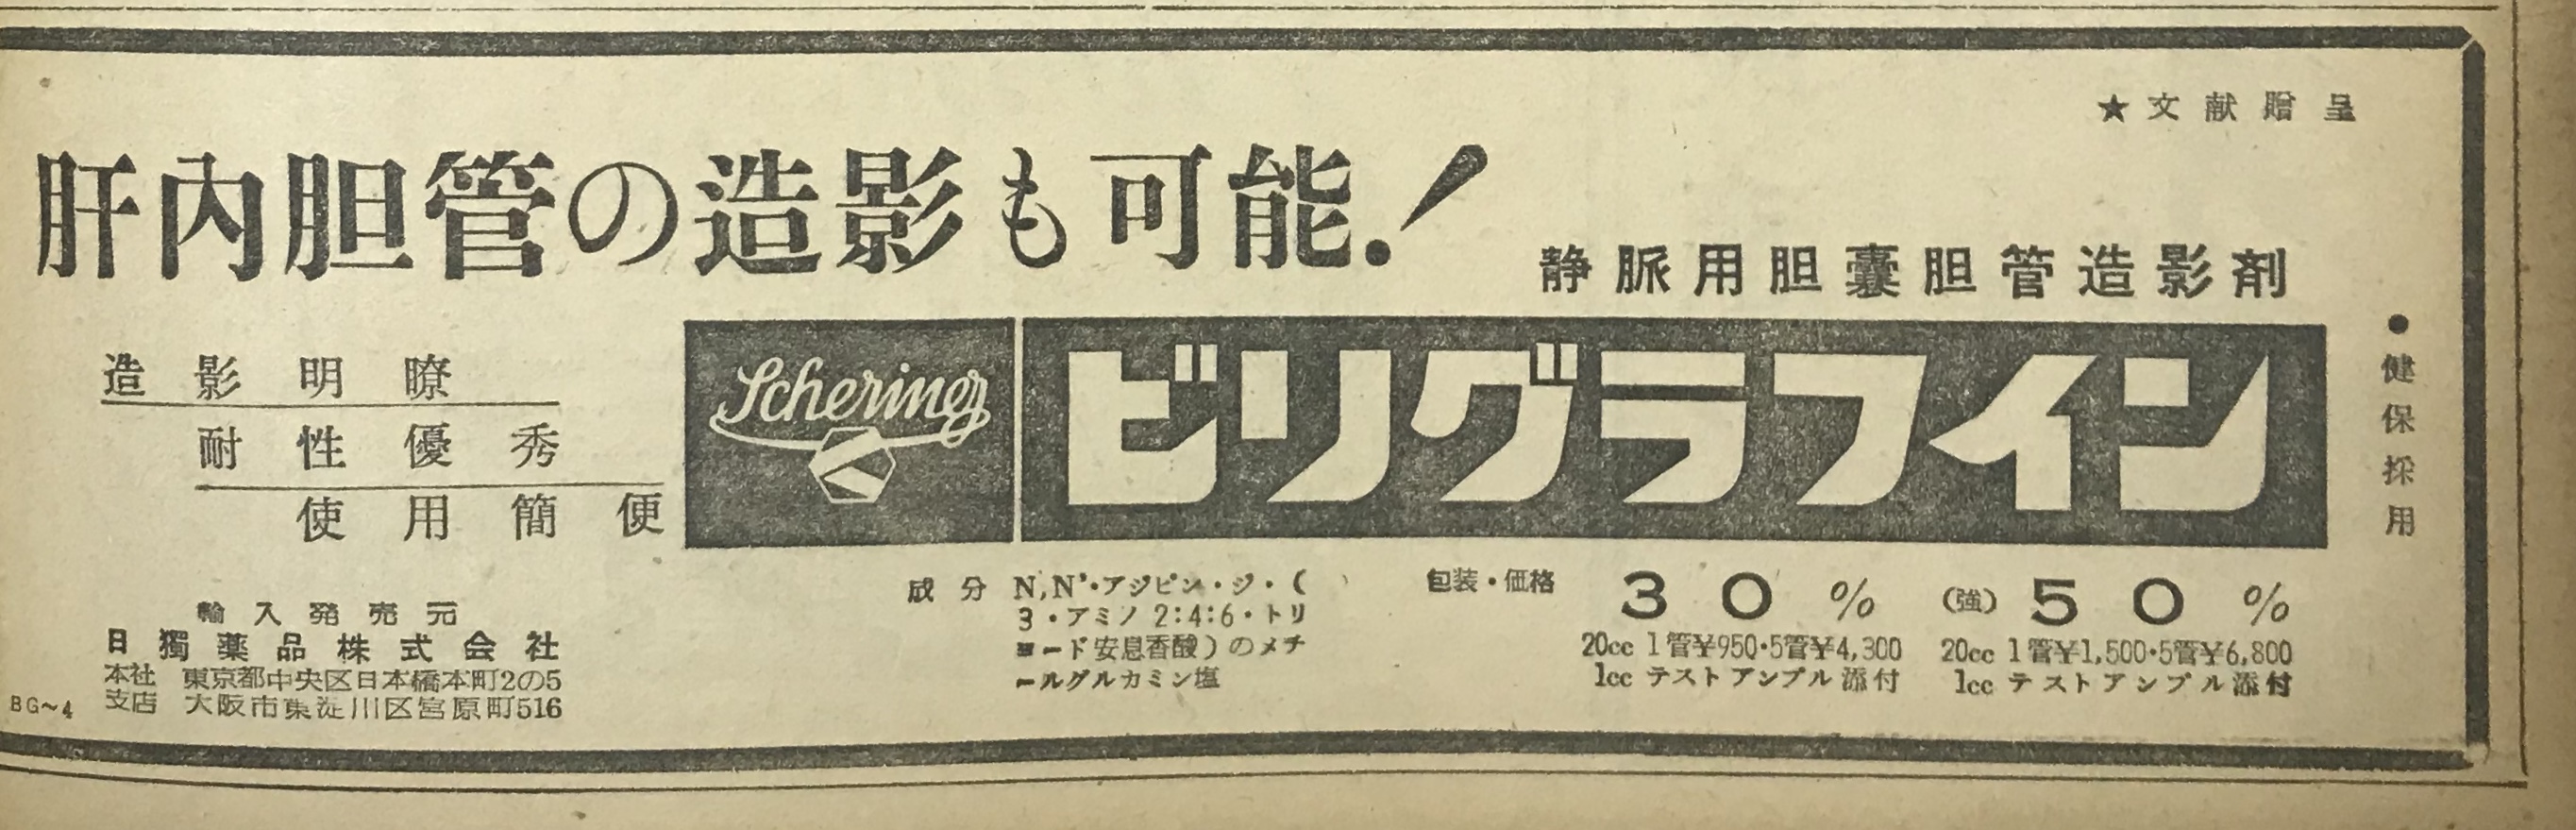 ★文献贈呈
肝内胆管の造影も可能!
静脈用胆嚢胆管造影剤
造影明瞭
耐性優秀
使用簡便
Schering
ビリグラフイン
●健保採用
成分 N,N'・アジピン・ジ・(
3・アミノ 2:4:6・トリ
ヨード安息香酸)のメチ
ールグルカミン塩
包装・価格
30%
20cc 1管¥950・5管¥4,300
1cc テストアンプル添付
(強) 50%
20cc 1管¥1,500・5管¥6,800
1cc テストアンプル添付
輸入発売元
日獨薬品株式会社
本社 東京都中央区日本橋本町2の5
支店 大阪市東淀川区宮原町516
BG～4